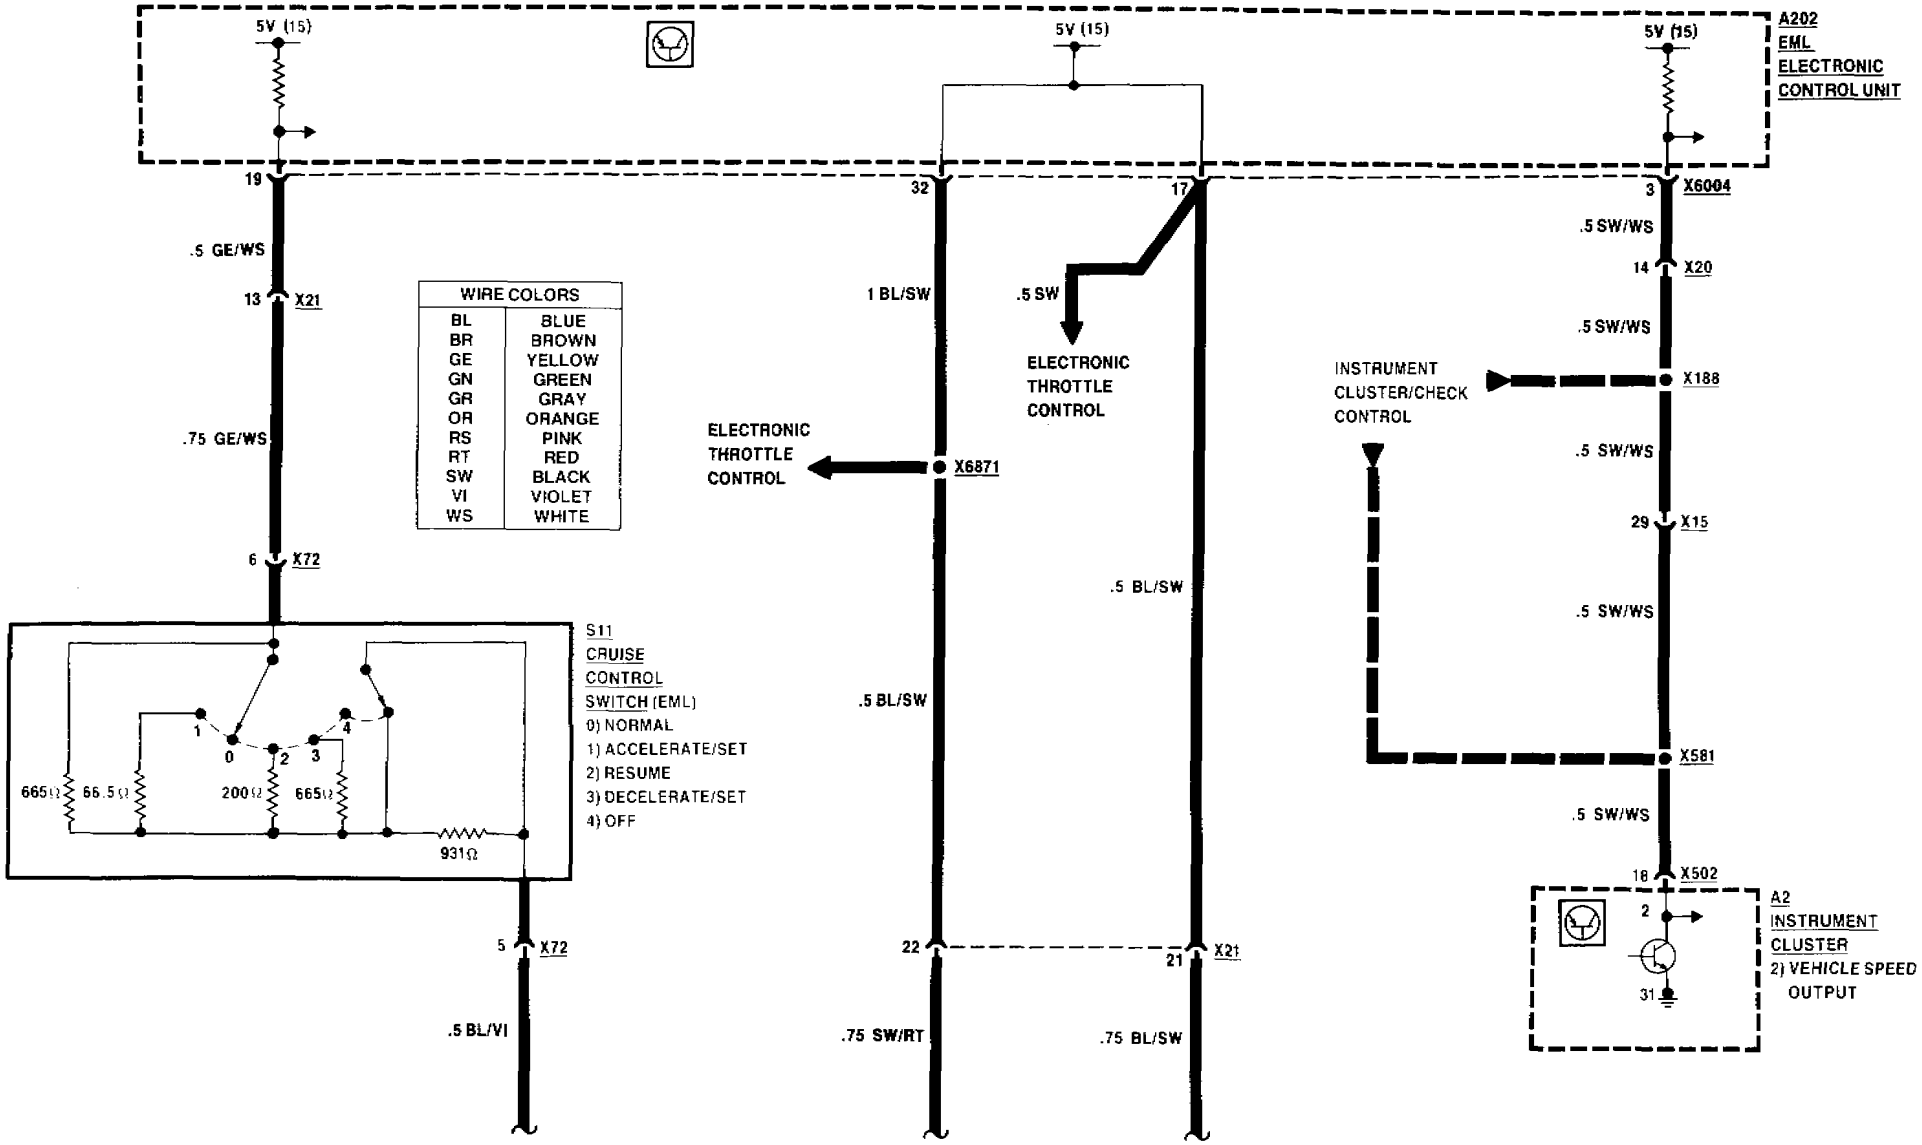 5V (15)
5V (15)
5V (15)
A202
EML
ELECTRONIC
CONTROL UNIT
19
32
17
3
X6004
.5 GE/WS
.5 SW/WS
13
X21
14
X20
1 BL/SW
.5 SW
.5 SW/WS
WIRE COLORS
BL BLUE
BR BROWN
GE YELLOW
GN GREEN
GR GRAY
OR ORANGE
RS PINK
RT RED
SW BLACK
VI VIOLET
WS WHITE
ELECTRONIC
THROTTLE
CONTROL
INSTRUMENT
CLUSTER/CHECK
CONTROL
X188
.75 GE/WS
ELECTRONIC
THROTTLE
CONTROL
X6871
.5 SW/WS
29
X15
6
X72
.5 BL/SW
.5 SW/WS
S11
CRUISE
CONTROL
SWITCH (EML)
0) NORMAL
1) ACCELERATE/SET
2) RESUME
3) DECELERATE/SET
4) OFF
1
0
2
3
4
665Ω
66.5Ω
200Ω
665Ω
931Ω
.5 BL/SW
X581
.5 SW/WS
18
X502
A2
INSTRUMENT
CLUSTER
2) VEHICLE SPEED
OUTPUT
2
31
5
X72
22
21
X21
.5 BL/VI
.75 SW/RT
.75 BL/SW